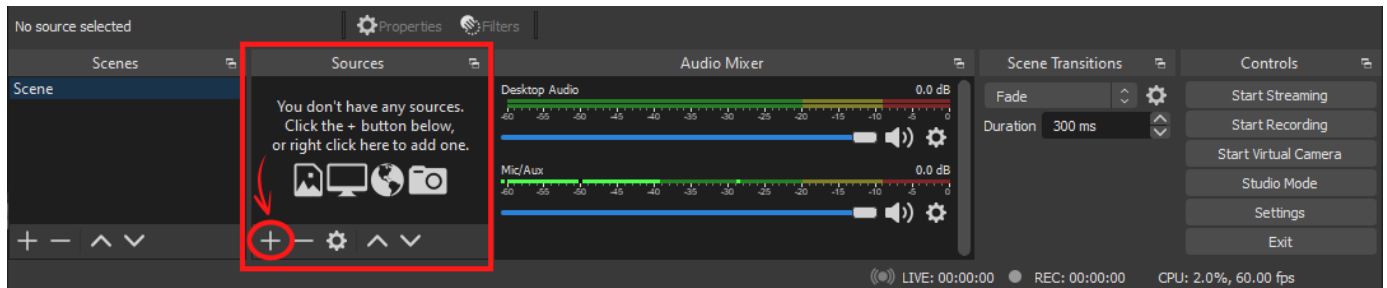 No source selected
Properties
Filters
Scenes
Sources
Audio Mixer
Scene Transitions
Controls
Scene
You don't have any sources.
Click the + button below,
or right click here to add one.
Desktop Audio 0.0 dB
-60 -55 -50 -45 -40 -35 -30 -25 -20 -15 -10 -5 0
Mic/Aux 0.0 dB
-60 -55 -50 -45 -40 -35 -30 -25 -20 -15 -10 -5 0
Fade
Duration 300 ms
Start Streaming
Start Recording
Start Virtual Camera
Studio Mode
Settings
Exit
LIVE: 00:00:00 REC: 00:00:00 CPU: 2.0%, 60.00 fps